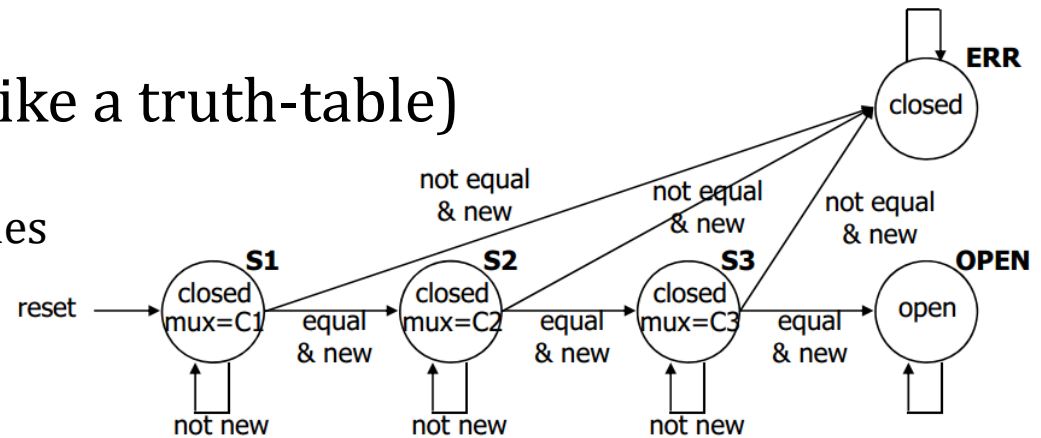 ike a truth-table)
es
ERR
closed
not equal
& new
not equal
& new
not equal
& new
S1
S2
S3
OPEN
reset
closed
mux=C1
closed
mux=C2
closed
mux=C3
open
equal
& new
equal
& new
equal
& new
not new
not new
not new